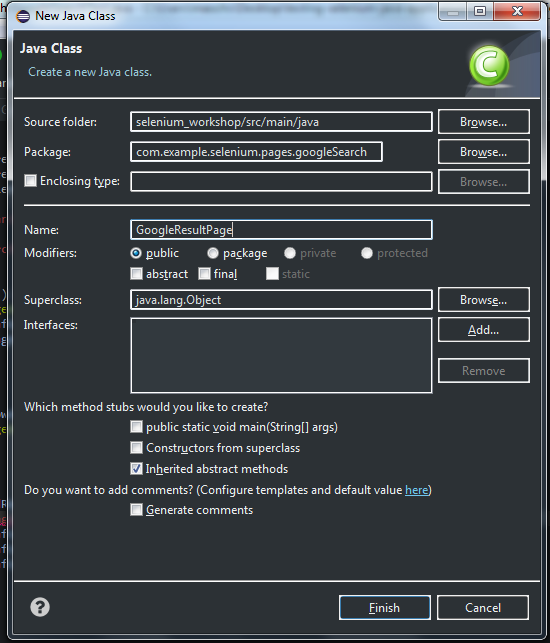 New Java Class
Java Class
Create a new Java class.
Source folder: selenium_workshop/src/main/java Browse...
Package: com.example.selenium.pages.googleSearch Browse...
Enclosing type: Browse...
Name: GoogleResultPage
Modifiers: public package private protected
abstract final static
Superclass: java.lang.Object Browse...
Interfaces: Add...
Remove
Which method stubs would you like to create?
public static void main(String[] args)
Constructors from superclass
Inherited abstract methods
Do you want to add comments? (Configure templates and default value here)
Generate comments
Finish Cancel